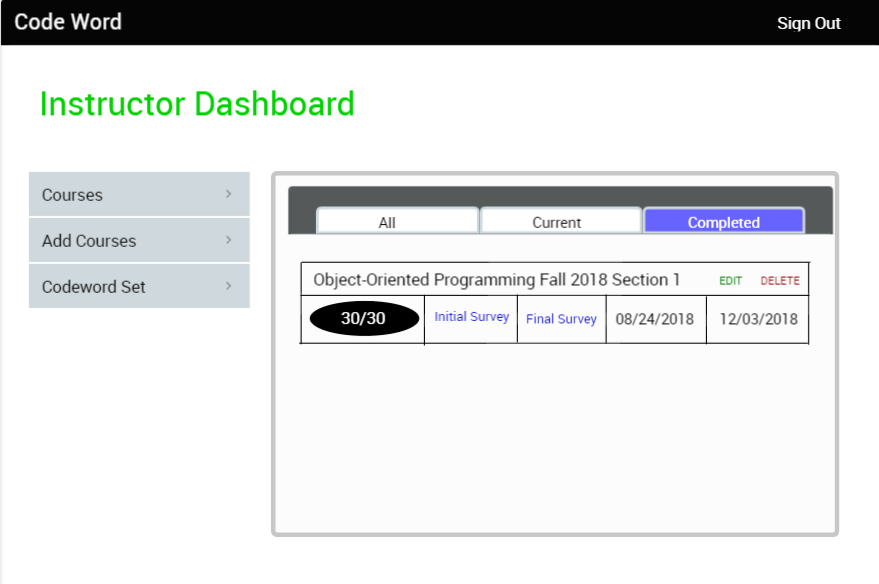 Code Word Sign Out
Instructor Dashboard
Courses
Add Courses
Codeword Set
All Current Completed
Object-Oriented Programming Fall 2018 Section 1 EDIT DELETE
30/30 Initial Survey Final Survey 08/24/2018 12/03/2018